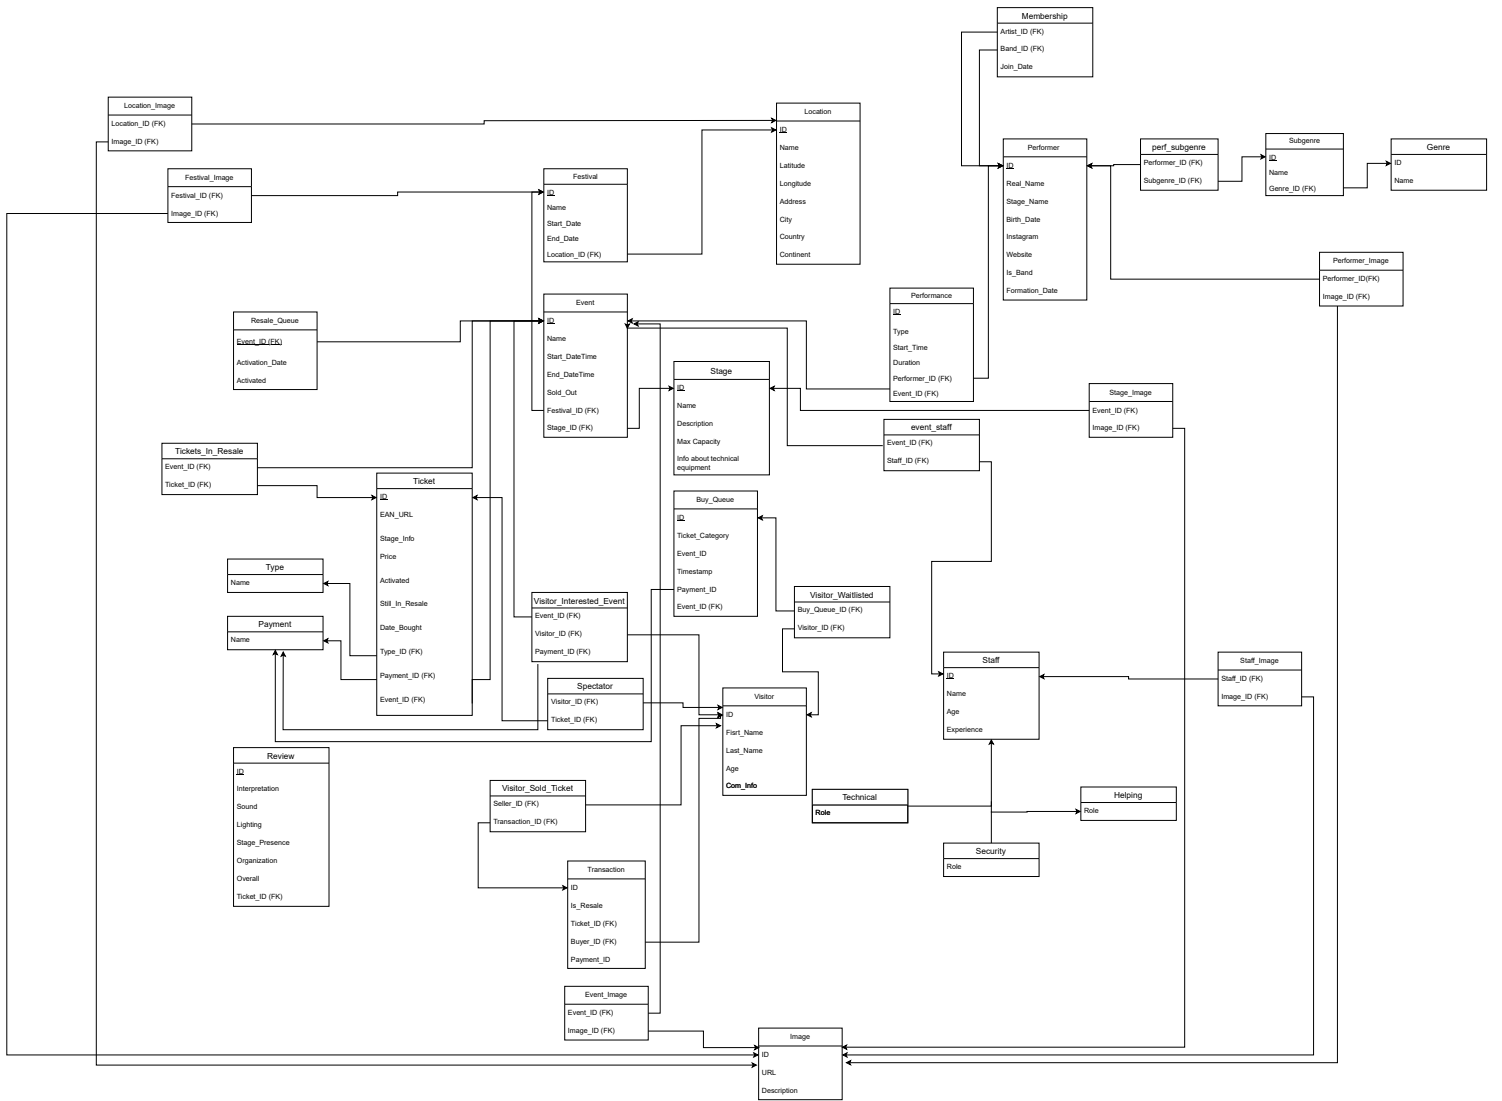 Membership
Artist_ID (FK)
Band_ID (FK)
Join_Date
Location_Image
Location_ID (FK)
Image_ID (FK)
Location
ID
Name
Latitude
Longitude
Address
City
Country
Continent
Festival_Image
Festival_ID (FK)
Image_ID (FK)
Festival
ID
Name
Start_Date
End_Date
Location_ID (FK)
Performer
ID
Real_Name
Stage_Name
Birth_Date
Instagram
Website
Is_Band
Formation_Date
perf_subgenre
Performer_ID (FK)
Subgenre_ID (FK)
Subgenre
ID
Name
Genre_ID (FK)
Genre
ID
Name
Performer_Image
Performer_ID(FK)
Image_ID (FK)
Resale_Queue
Event_ID (FK)
Activation_Date
Activated
Event
ID
Name
Start_DateTime
End_DateTime
Sold_Out
Festival_ID (FK)
Stage_ID (FK)
Performance
ID
Type
Start_Time
Duration
Performer_ID (FK)
Event_ID (FK)
Stage
ID
Name
Description
Max Capacity
Info about technical
equipment
Stage_Image
Event_ID (FK)
Image_ID (FK)
event_staff
Event_ID (FK)
Staff_ID (FK)
Tickets_In_Resale
Event_ID (FK)
Ticket_ID (FK)
Ticket
ID
EAN_URL
Stage_Info
Price
Activated
Still_In_Resale
Date_Bought
Type_ID (FK)
Payment_ID (FK)
Event_ID (FK)
Buy_Queue
ID
Ticket_Category
Event_ID
Timestamp
Payment_ID
Event_ID (FK)
Type
Name
Payment
Name
Visitor_Interested_Event
Event_ID (FK)
Visitor_ID (FK)
Payment_ID (FK)
Visitor_Waitlisted
Buy_Queue_ID (FK)
Visitor_ID (FK)
Spectator
Visitor_ID (FK)
Ticket_ID (FK)
Visitor
ID
Fisrt_Name
Last_Name
Age
Com_Info
Staff
ID
Name
Age
Experience
Staff_Image
Staff_ID (FK)
Image_ID (FK)
Review
ID
Interpretation
Sound
Lighting
Stage_Presence
Organization
Overall
Ticket_ID (FK)
Visitor_Sold_Ticket
Seller_ID (FK)
Transaction_ID (FK)
Technical
Role
Helping
Role
Security
Role
Transaction
ID
Is_Resale
Ticket_ID (FK)
Buyer_ID (FK)
Payment_ID
Event_Image
Event_ID (FK)
Image_ID (FK)
Image
ID
URL
Description